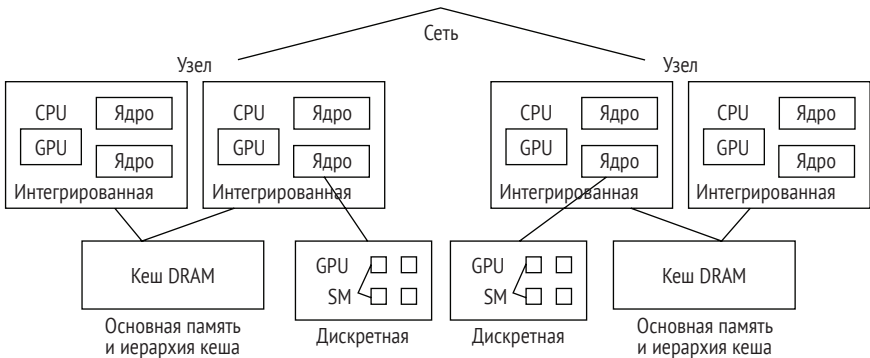 Сеть
Узел Узел
CPU Ядро CPU Ядро CPU Ядро CPU Ядро
GPU GPU GPU GPU
Ядро Ядро Ядро Ядро
Интегрированная Интегрированная Интегрированная Интегрированная
Кеш DRAM GPU GPU Кеш DRAM
SM SM
Основная память Дискретная Дискретная Основная память
и иерархия кеша и иерархия кеша